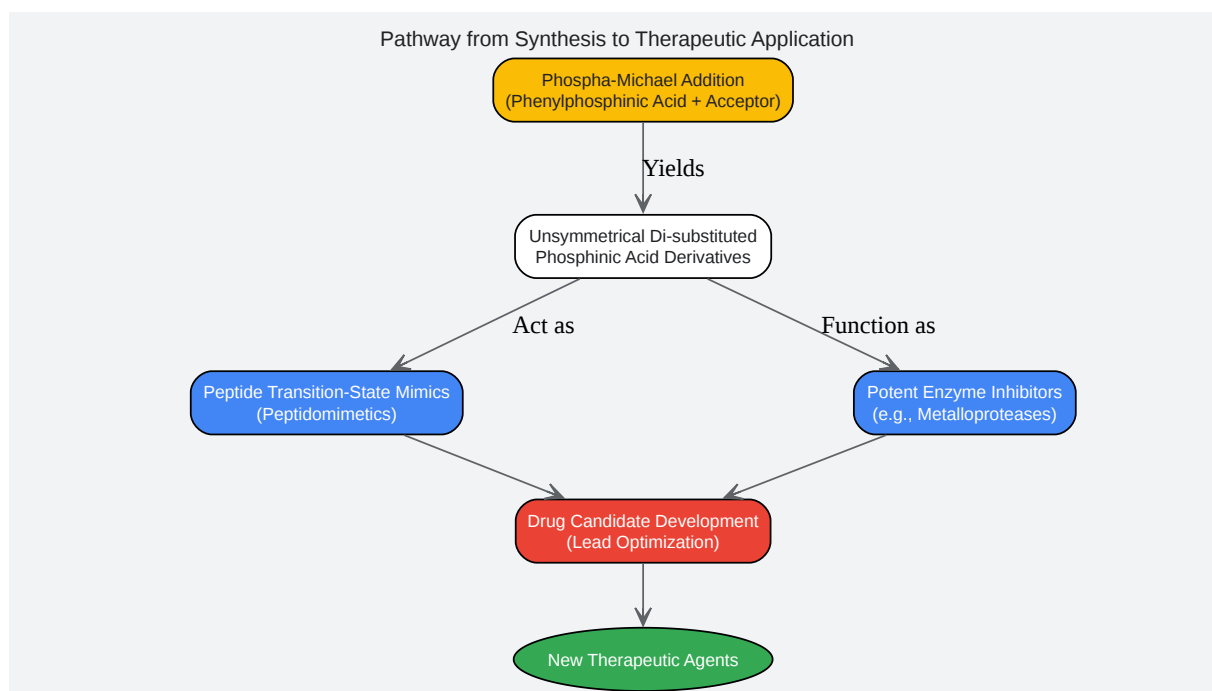 Pathway from Synthesis to Therapeutic Application
Phospha-Michael Addition
(Phenylphosphinic Acid + Acceptor)
Yields
Unsymmetrical Di-substituted
Phosphinic Acid Derivatives
Act as
Function as
Peptide Transition-State Mimics
(Peptidomimetics)
Potent Enzyme Inhibitors
(e.g., Metalloproteases)
Drug Candidate Development
(Lead Optimization)
New Therapeutic Agents